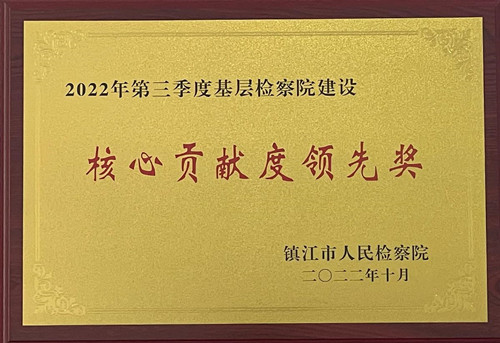 2022年第三季度基层检察院建设
核心贡献度领先奖
镇江市人民检察院
二〇二二年十月